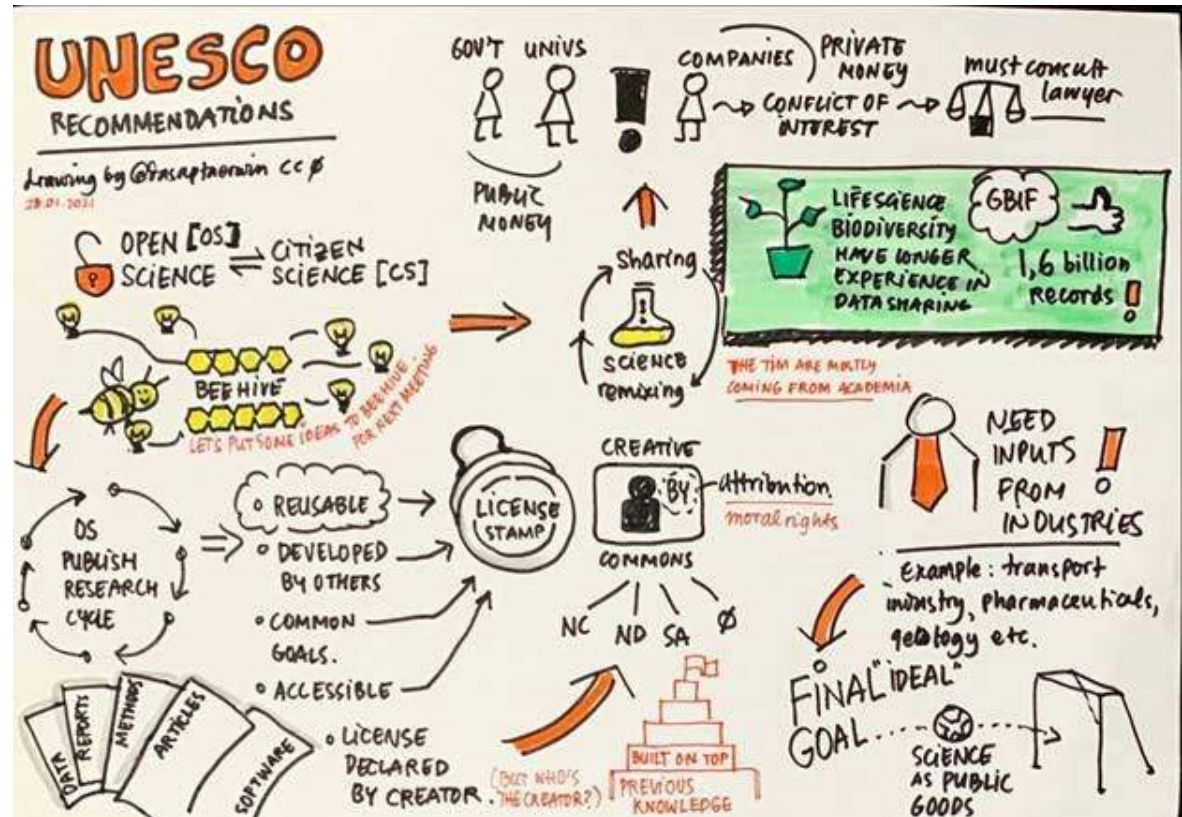 UNESCO
RECOMMENDATIONS
drawing by @dasaptaerwin CC Ø
28.01.2021
OPEN [OS]
SCIENCE
CITIZEN
SCIENCE [CS]
BEEHIVE
LETS PUT SOME IDEAS TO BEEHIVE
FOR NEXT MEETING
GOV'T UNIVS
PUBLIC
MONEY
COMPANIES
PRIVATE
MONEY
CONFLICT OF
INTEREST
must consult
lawyer
Sharing
SCIENCE
remixing
LIFESCIENCE
BIODIVERSITY
HAVE LONGER
EXPERIENCE IN
DATA SHARING
GBIF
1,6 billion
records !
THE TIM ARE MOSTLY
COMING FROM ACADEMIA
OS
PUBLISH
RESEARCH
CYCLE
REUSABLE
DEVELOPED
BY OTHERS
COMMON
GOALS.
ACCESSIBLE
LICENSE
DECLARED
BY CREATOR.
(BUT WHO'S
THE CREATOR?)
DATA
REPORTS
METHODS
ARTICLES
SOFTWARE
LICENSE
STAMP
CREATIVE
BY
COMMONS
attribution
moral rights
NC ND SA Ø
BUILT ON TOP
PREVIOUS
KNOWLEDGE
NEED
INPUTS
FROM
INDUSTRIES
!
Example: transport
industry, pharmaceuticals,
geology etc.
FINAL "IDEAL"
GOAL
SCIENCE
AS PUBLIC
GOODS